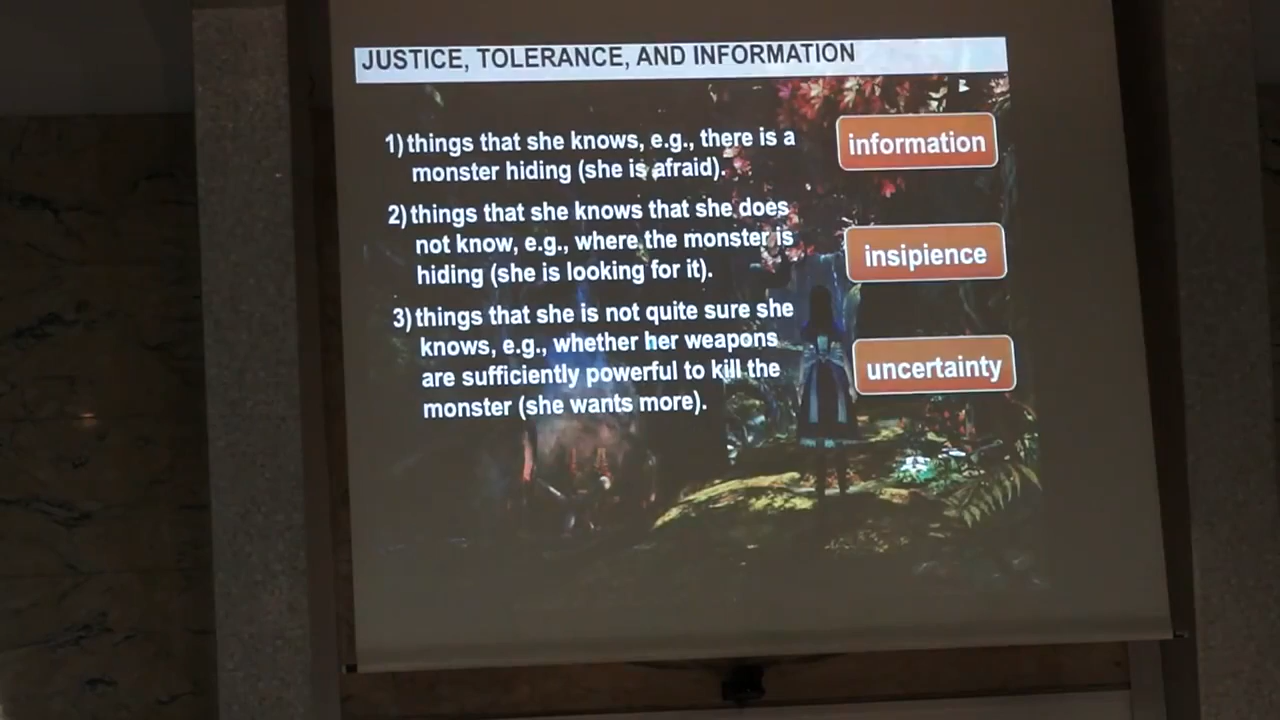 JUSTICE, TOLERANCE, AND INFORMATION
1) things that she knows, e.g., there is a
monster hiding (she is afraid).
information
2) things that she knows that she does
not know, e.g., where the monster is
hiding (she is looking for it).
insipience
3) things that she is not quite sure she
knows, e.g., whether her weapons
are sufficiently powerful to kill the
monster (she wants more).
uncertainty